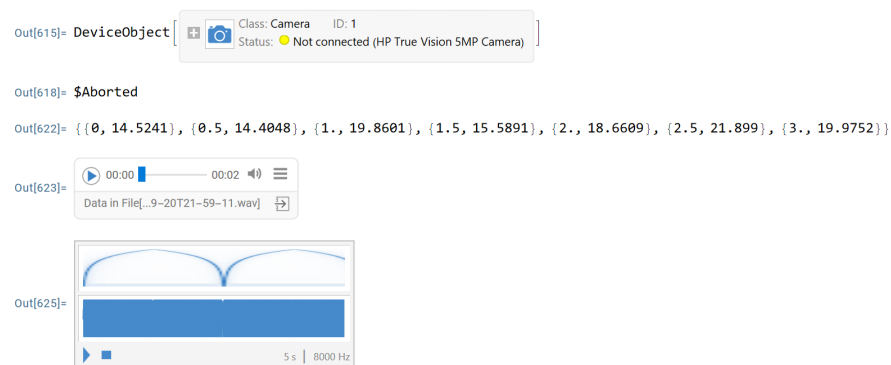 Out[615]= DeviceObject[ Class: Camera ID: 1
Status: Not connected (HP True Vision 5MP Camera) ]
Out[618]= $Aborted
Out[622]= {{0, 14.5241}, {0.5, 14.4048}, {1., 19.8601}, {1.5, 15.5891}, {2., 18.6609}, {2.5, 21.899}, {3., 19.9752}}
00:00 00:02
Out[623]=
Data in File[...9-20T21-59-11.wav]
Out[625]=
5 s | 8000 Hz